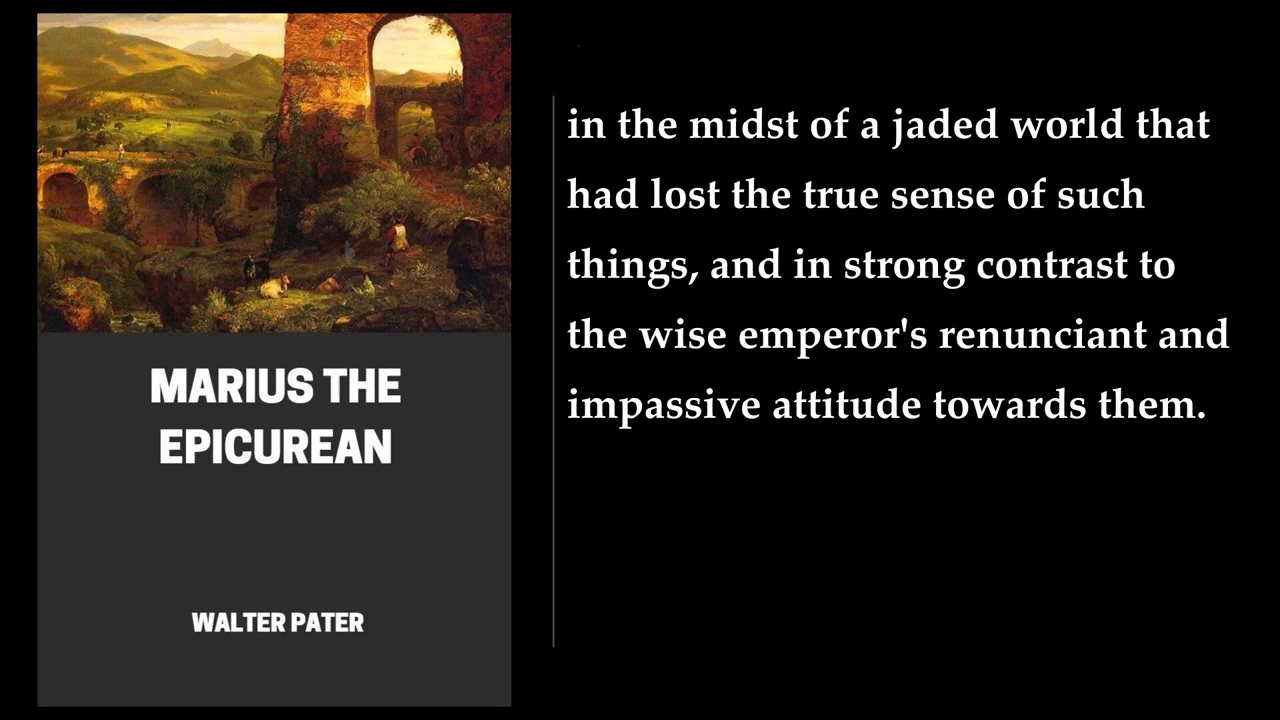 MARIUS THE
EPICUREAN
WALTER PATER
in the midst of a jaded world that
had lost the true sense of such
things, and in strong contrast to
the wise emperor's renunciant and
impassive attitude towards them.